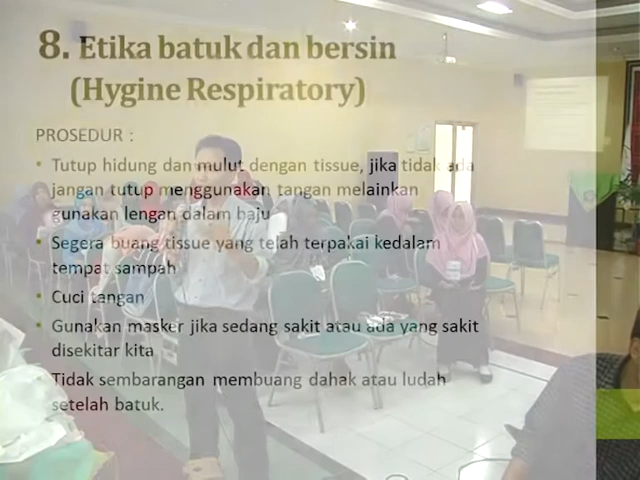 8. Etika batuk dan bersin
(Hygine Respiratory)
PROSEDUR :
• Tutup hidung dan mulut dengan tissue, jika tidak ada
jangan tutup menggunakan tangan melainkan
gunakan lengan dalam baju
• Segera buang tissue yang telah terpakai kedalam
tempat sampah
• Cuci tangan
• Gunakan masker jika sedang sakit atau ada yang sakit
disekitar kita
• Tidak sembarangan membuang dahak atau ludah
setelah batuk.